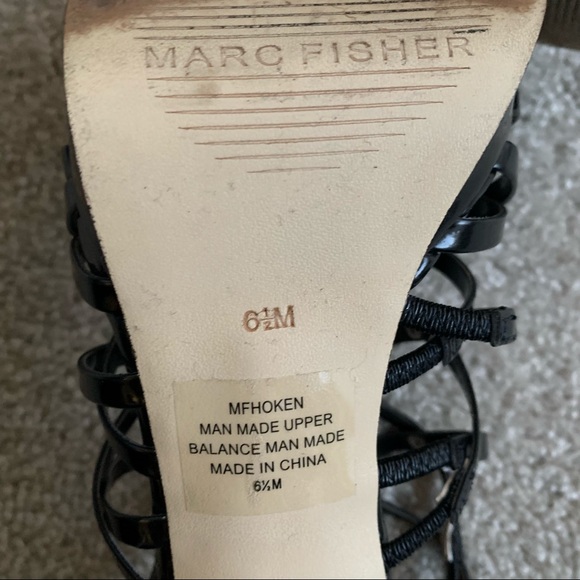 MARC FISHER
6½M
MFHOKEN
MAN MADE UPPER
BALANCE MAN MADE
MADE IN CHINA
6½M